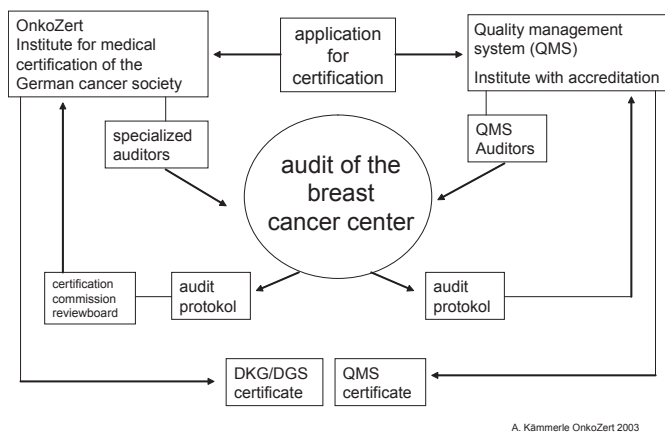 OnkoZert
Institute for medical
certification of the
German cancer society
application
for
certification
Quality management
system (QMS)
Institute with accreditation
specialized
auditors
QMS
Auditors
audit of the
breast
cancer center
certification
commission
reviewboard
audit
protokol
audit
protokol
DKG/DGS
certificate
QMS
certificate
A. Kämmerle OnkoZert 2003